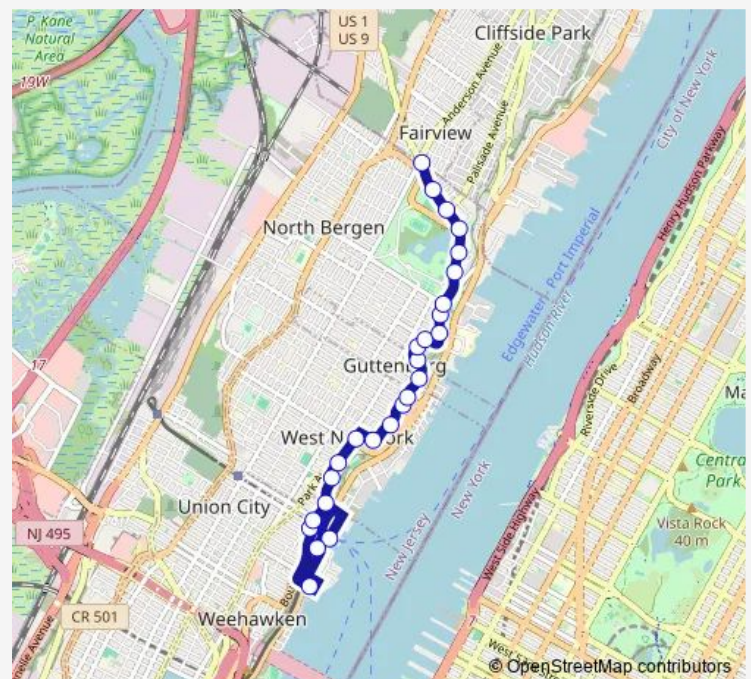 P. Kane
Natural
Area
19W
US 1
US 9
Cliffside Park
City of New York
Anderson Avenue
Fairview
Palisade Avenue
Henry Hudson Parkway
North Bergen
Edgewater - Port Imperial
Hudson River
17
Riverside Drive
Broadway
West N
rk
Park A
Central
Park
Union City
New York
New Jersey
West Side Highway
Vista Rock
40 m
NJ 495
CR 501
Weehawken
© OpenStreetMap contributors